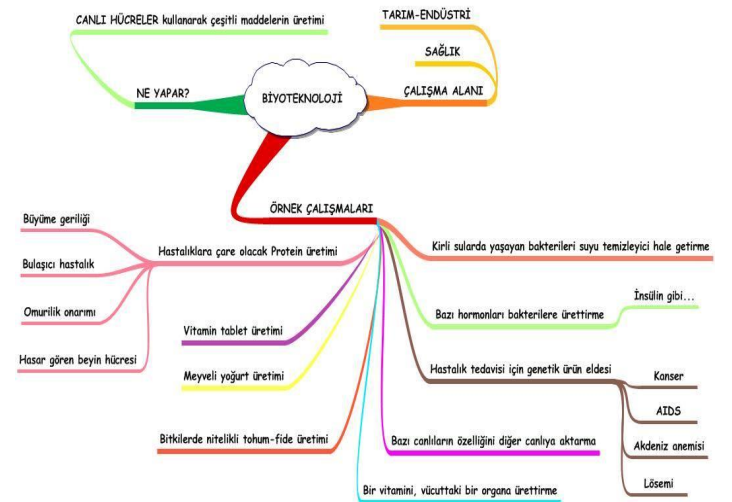 CANLI HÜCRELER kullanarak çeşitli maddelerin üretimi
NE YAPAR?
BİYOTEKNOLOJİ
TARIM-ENDÜSTRİ
SAĞLIK
ÇALIŞMA ALANI
ÖRNEK ÇALIŞMALARI
Hastalıklara çare olacak Protein üretimi
Büyüme geriliği
Bulaşıcı hastalık
Omurilik onarımı
Hasar gören beyin hücresi
Vitamin tablet üretimi
Meyveli yoğurt üretimi
Bitkilerde nitelikli tohum-fide üretimi
Bir vitamini, vücuttaki bir organa ürettirme
Bazı canlıların özelliğini diğer canlıya aktarma
Hastalık tedavisi için genetik ürün eldesi
Kanser
AIDS
Akdeniz anemisi
Lösemi
Bazı hormonları bakterilere ürettirme
İnsülin gibi...
Kirli sularda yaşayan bakterileri suyu temizleyici hale getirme